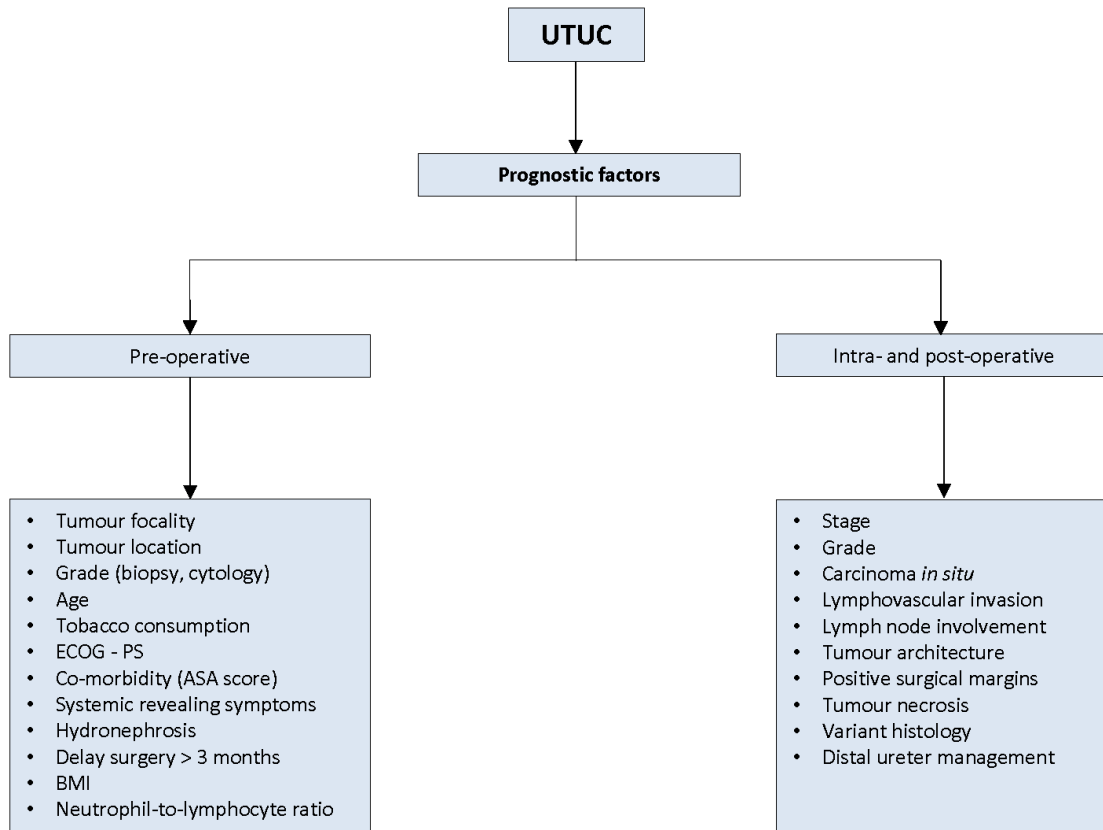 UTUC
Prognostic factors
Pre-operative
Intra- and post-operative
• Tumour focality
• Tumour location
• Grade (biopsy, cytology)
• Age
• Tobacco consumption
• ECOG - PS
• Co-morbidity (ASA score)
• Systemic revealing symptoms
• Hydronephrosis
• Delay surgery > 3 months
• BMI
• Neutrophil-to-lymphocyte ratio
• Stage
• Grade
• Carcinoma in situ
• Lymphovascular invasion
• Lymph node involvement
• Tumour architecture
• Positive surgical margins
• Tumour necrosis
• Variant histology
• Distal ureter management